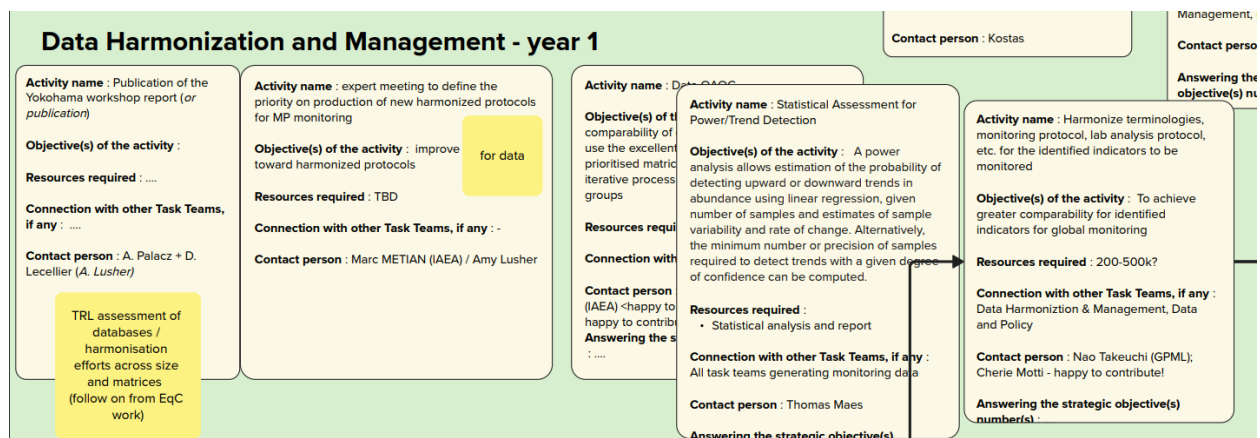 Data Harmonization and Management - year 1
Activity name : Publication of the
Yokohama workshop report (or
publication)
Objective(s) of the activity :
Resources required : ....
Connection with other Task Teams,
if any : ....
Contact person : A. Palacz + D.
Lecellier (A. Lusher)
TRL assessment of
databases /
harmonisation
efforts across size
and matrices
(follow on from EqC
work)
Activity name : expert meeting to define the
priority on production of new harmonized protocols
for MP monitoring
Objective(s) of the activity : improve
toward harmonized protocols
Resources required : TBD
Connection with other Task Teams, if any : -
Contact person : Marc METIAN (IAEA) / Amy Lusher
for data
Activity name :
Objective(s) of
comparability of
use the excellent
prioritised
iterative process
groups
Resources
Connection with
Contact person
(IAEA) <happy to
happy to
Answering the
: ....
Activity name : Statistical Assessment for
Power/Trend Detection
Objective(s) of the activity : A power
analysis allows estimation of the probability of
detecting upward or downward trends in
abundance using linear regression, given
number of samples and estimates of sample
variability and rate of change. Alternatively,
the minimum number or precision of samples
required to detect trends with a given degree
of confidence can be computed.
Resources required :
• Statistical analysis and report
Connection with other Task Teams, if any :
All task teams generating monitoring data
Contact person : Thomas Maes
Answering the strategic objective(s)
Contact person : Kostas
Management,
Contact
Answering the
objective(s)
Activity name : Harmonize terminologies,
monitoring protocol, lab analysis protocol,
etc. for the identified indicators to be
monitored
Objective(s) of the activity : To achieve
greater comparability for identified
indicators for global monitoring
Resources required : 200-500k?
Connection with other Task Teams, if any :
Data Harmoniztion & Management, Data
and Policy
Contact person : Nao Takeuchi (GPML);
Cherie Motti - happy to contribute!
Answering the strategic objective(s)
number(s) : ....